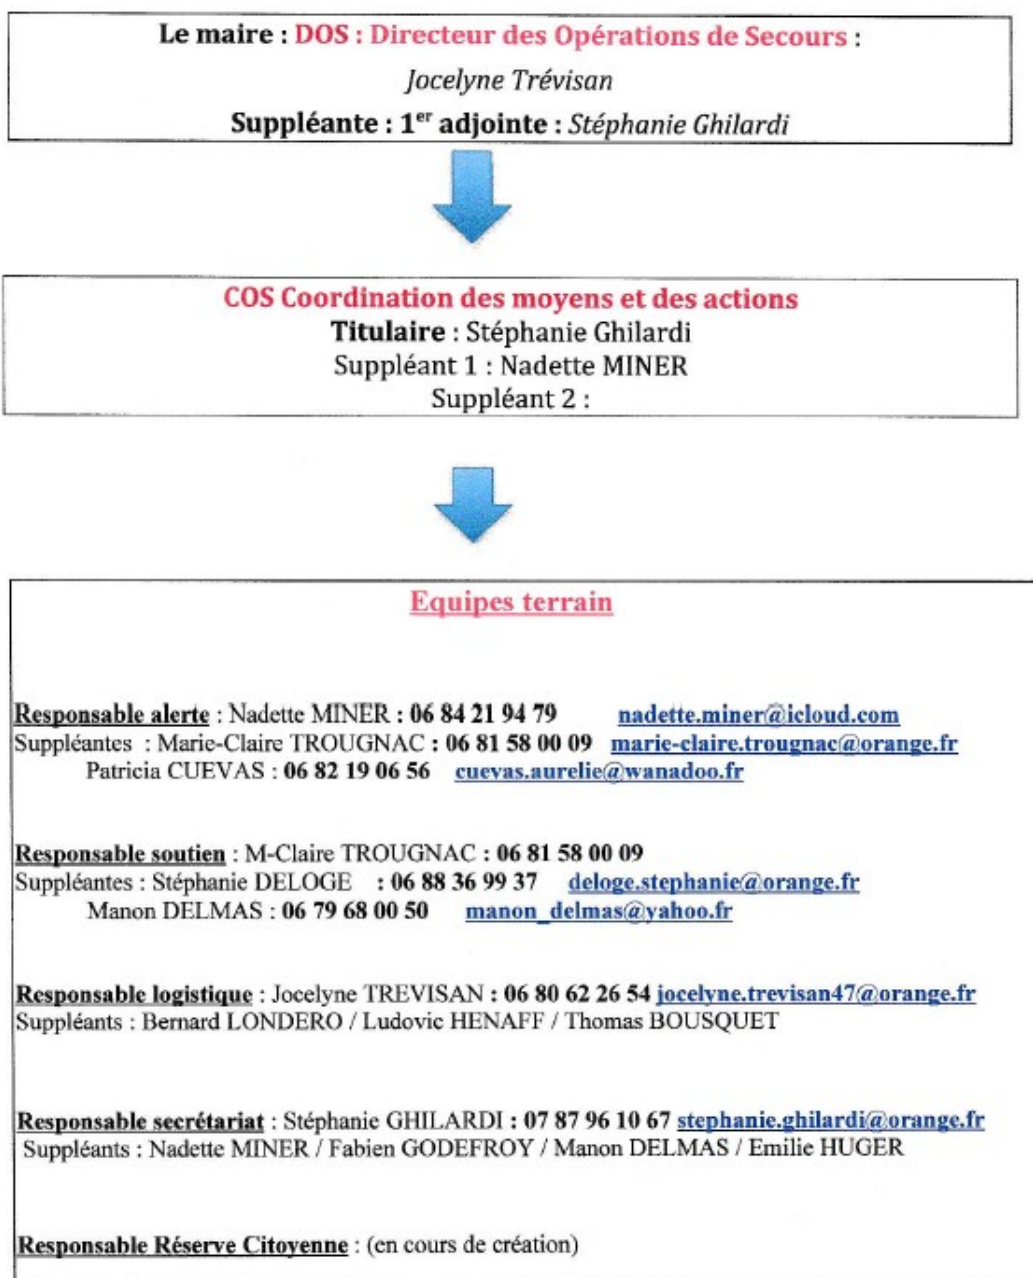 Le maire : DOS : Directeur des Opérations de Secours :
Jocelyne Trévisan
Suppléante : 1er adjointe : Stéphanie Ghilardi
COS Coordination des moyens et des actions
Titulaire : Stéphanie Ghilardi
Suppléant 1 : Nadette MINER
Suppléant 2 :
Equipes terrain
Responsable alerte : Nadette MINER : 06 84 21 94 79 nadette.miner@icloud.com
Suppléantes : Marie-Claire TROUGNAC : 06 81 58 00 09 marie-claire.trougnac@orange.fr
Patricia CUEVAS : 06 82 19 06 56 cuevas.aurelie@wanadoo.fr
Responsable soutien : M-Claire TROUGNAC : 06 81 58 00 09
Suppléantes : Stéphanie DELOGE : 06 88 36 99 37 deloge.stephanie@orange.fr
Manon DELMAS : 06 79 68 00 50 manon_delmas@yahoo.fr
Responsable logistique : Jocelyne TREVISAN : 06 80 62 26 54 jocelyne.trevisan47@orange.fr
Suppléants : Bernard LONDERO / Ludovic HENAFF / Thomas BOUSQUET
Responsable secrétariat : Stéphanie GHILARDI : 07 87 96 10 67 stephanie.ghilardi@orange.fr
Suppléants : Nadette MINER / Fabien GODEFROY / Manon DELMAS / Emilie HUGER
Responsable Réserve Citoyenne : (en cours de création)